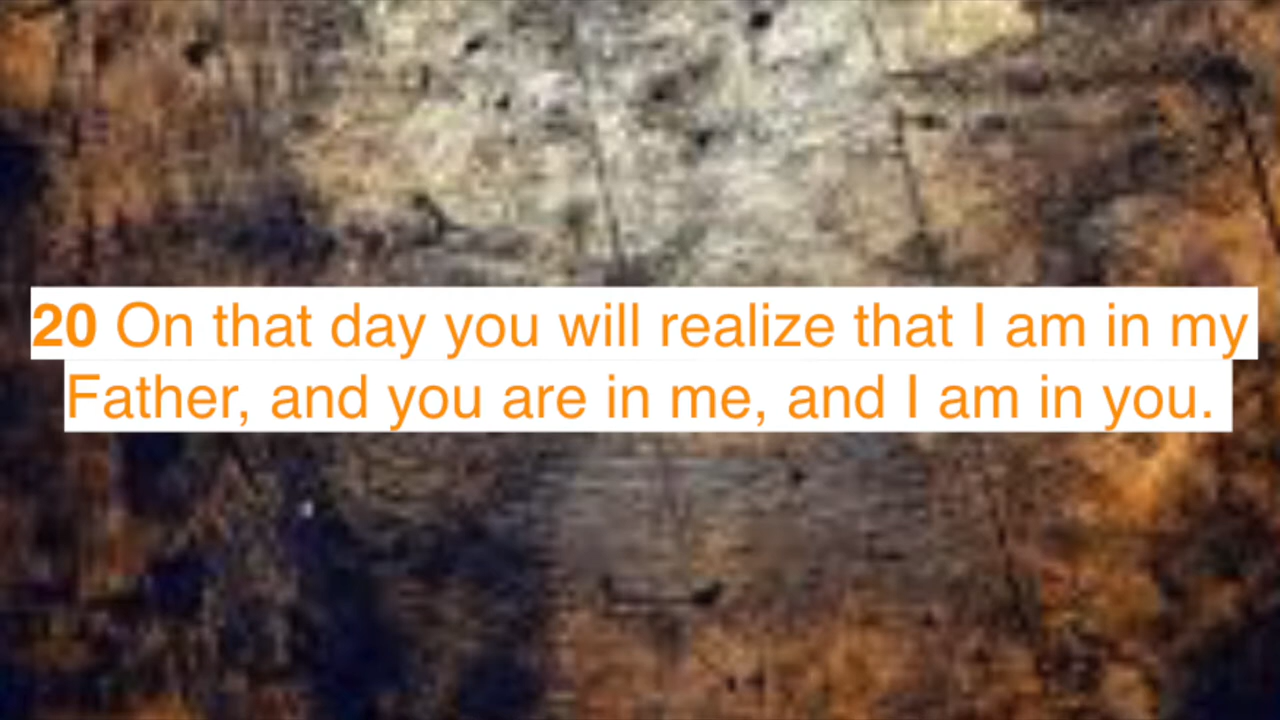 20 On that day you will realize that I am in my
Father, and you are in me, and I am in you.